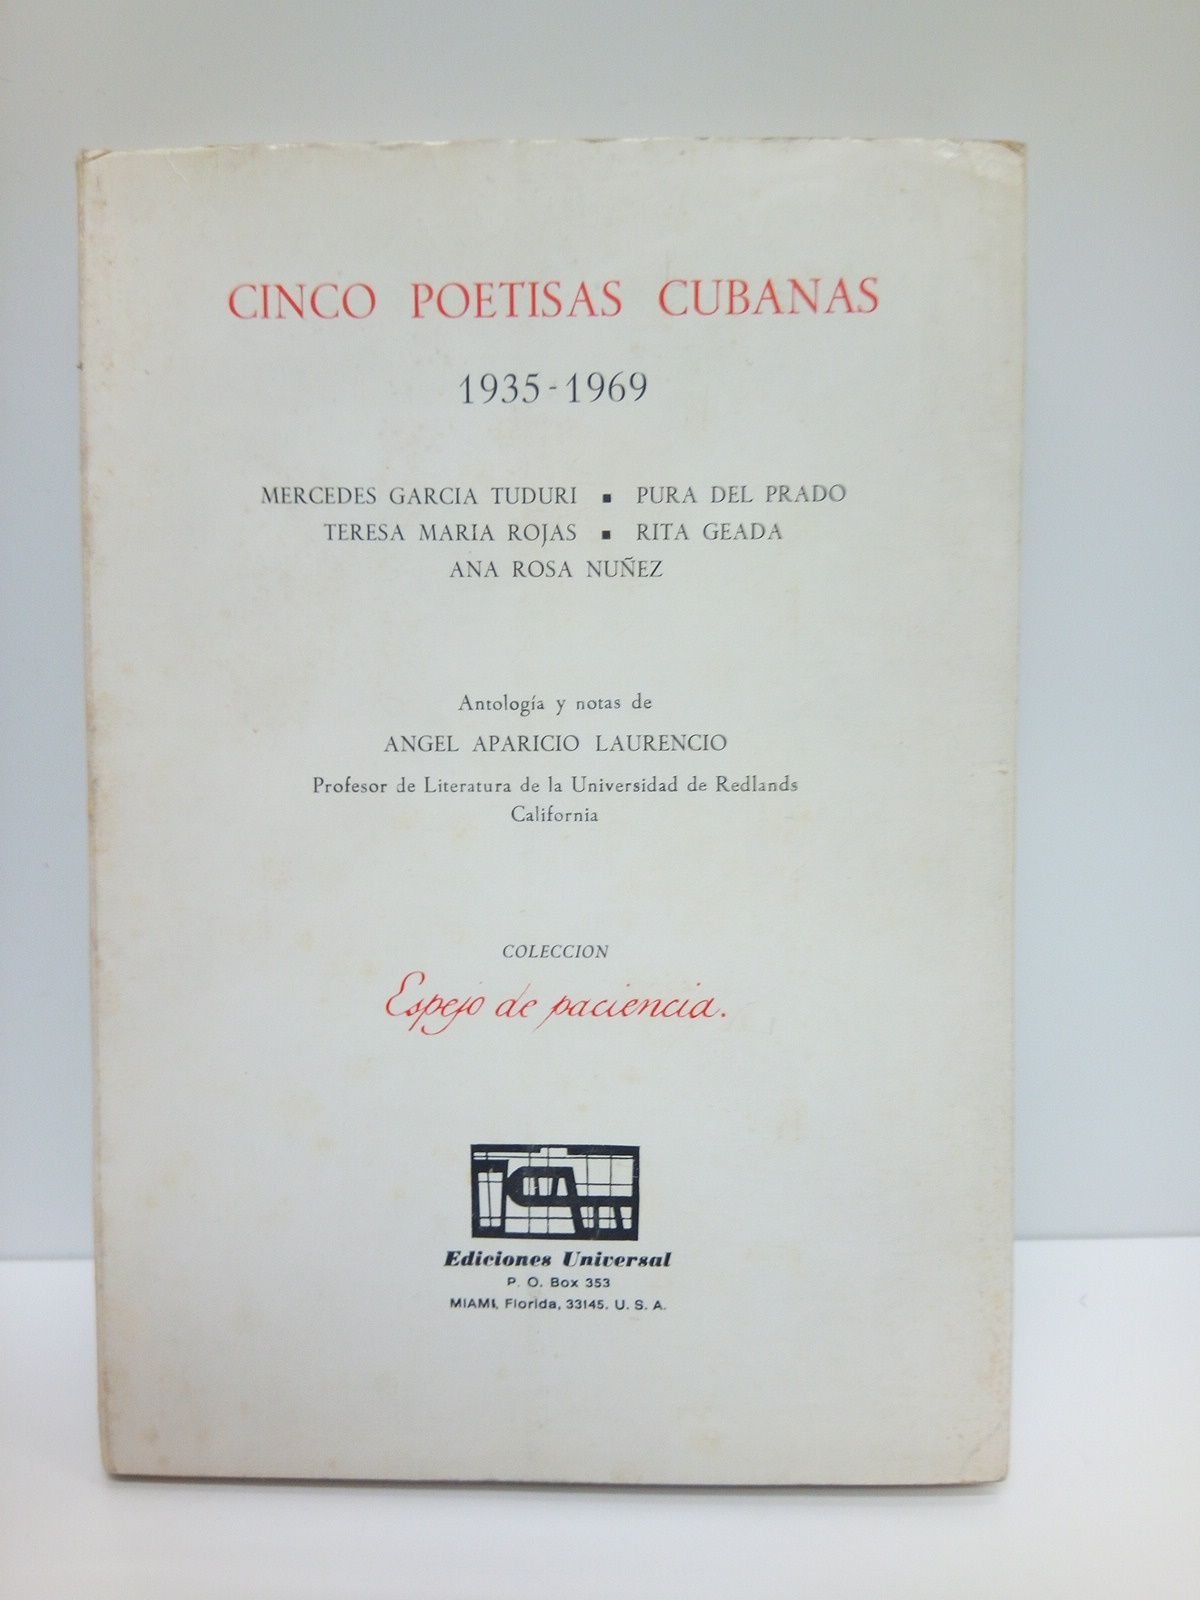 CINCO POETISAS CUBANAS
1935-1969
MERCEDES GARCIA TUDURI ▪ PURA DEL PRADO
TERESA MARIA ROJAS ▪ RITA GEADA
ANA ROSA NUÑEZ
Antología y notas de
ANGEL APARICIO LAURENCIO
Profesor de Literatura de la Universidad de Redlands
California
COLECCION
Espejo de paciencia.
Ediciones Universal
P. O. Box 353
MIAMI, Florida, 33145. U. S. A.